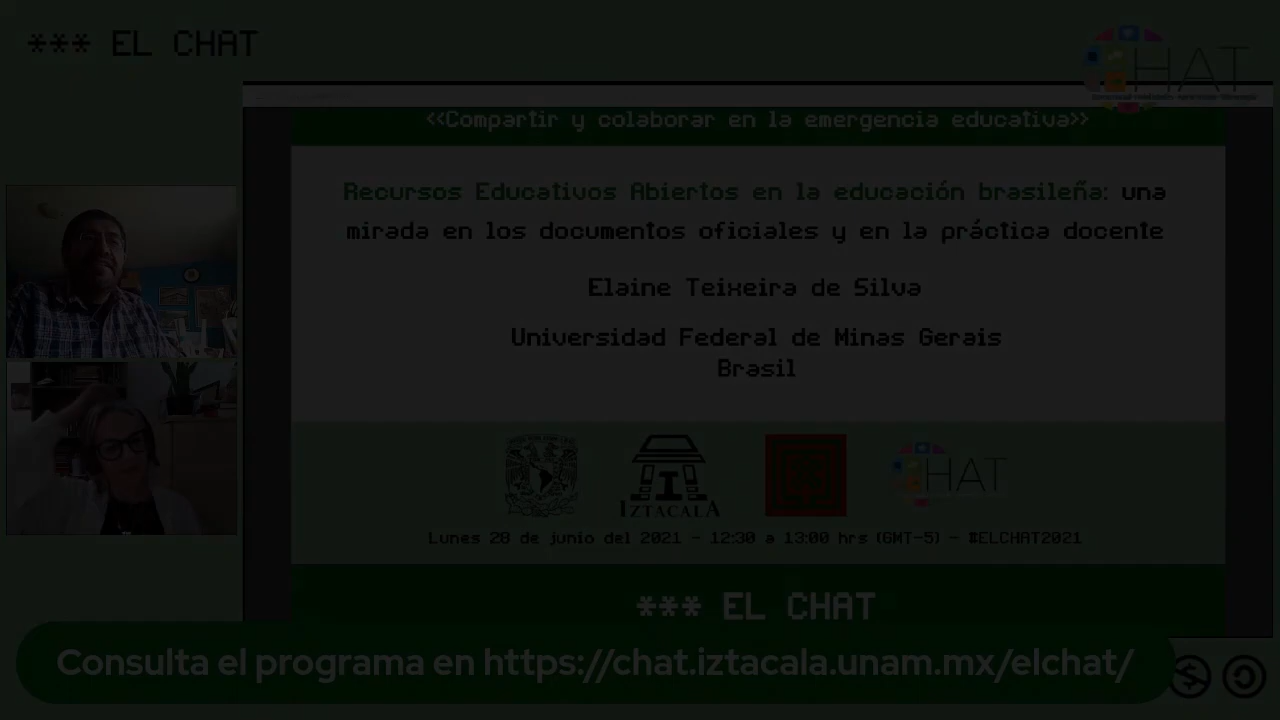 *** EL CHAT
HAT
<<Compartir y colaborar en la emergencia educativa>>
Recursos Educativos Abiertos en la educación brasileña: una
mirada en los documentos oficiales y en la práctica docente
Elaine Teixeira de Silva
Universidad Federal de Minas Gerais
Brasil
IZTACALA
HAT
Lunes 28 de junio del 2021 - 12:30 a 13:00 hrs (GMT-5) - #ELCHAT2021
*** EL CHAT
Consulta el programa en https://chat.iztacala.unam.mx/elchat/